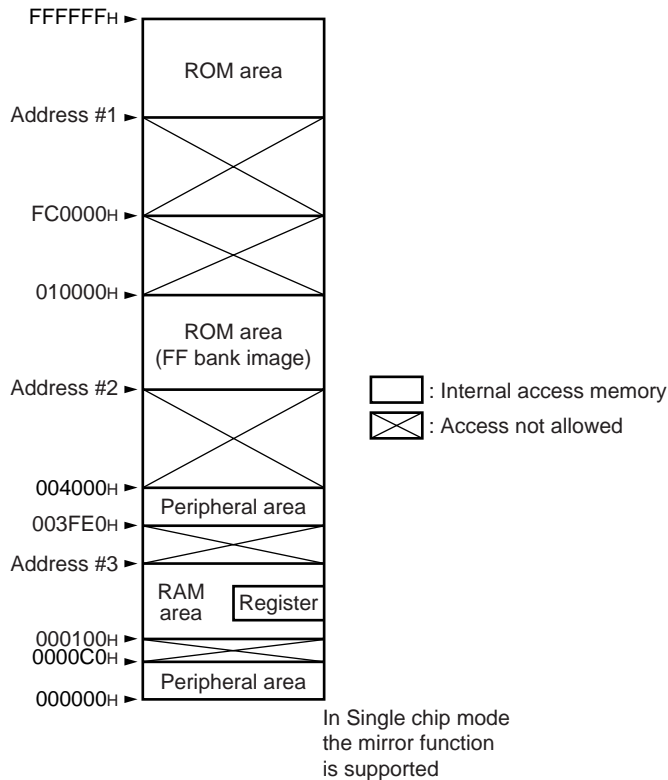 FFFFFFH
ROM area
Address #1
FC0000H
010000H
ROM area
(FF bank image)
Address #2
: Internal access memory
: Access not allowed
004000H
Peripheral area
003FE0H
Address #3
RAM
area
Register
000100H
0000C0H
Peripheral area
000000H
In Single chip mode
the mirror function
is supported